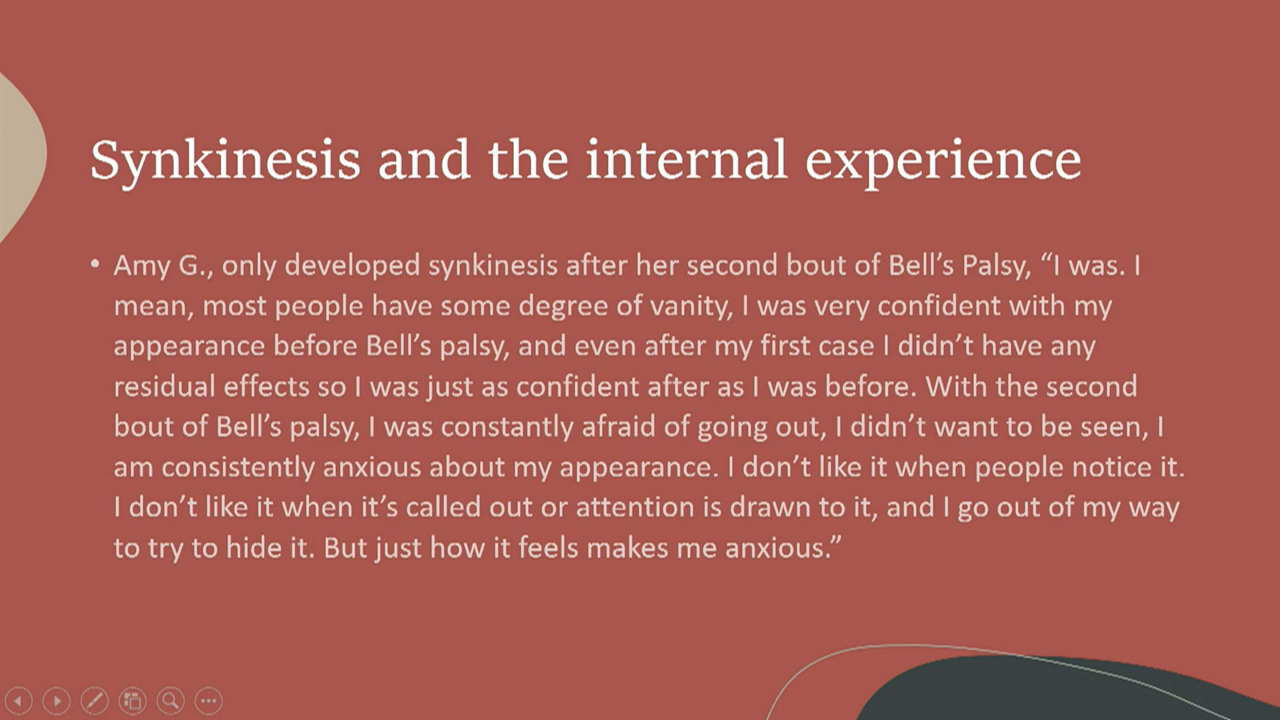 Synkinesis and the internal experience
• Amy G., only developed synkinesis after her second bout of Bell’s Palsy, “I was. I
mean, most people have some degree of vanity, I was very confident with my
appearance before Bell’s palsy, and even after my first case I didn’t have any
residual effects so I was just as confident after as I was before. With the second
bout of Bell’s palsy, I was constantly afraid of going out, I didn’t want to be seen, I
am consistently anxious about my appearance. I don’t like it when people notice it.
I don’t like it when it’s called out or attention is drawn to it, and I go out of my way
to try to hide it. But just how it feels makes me anxious.”